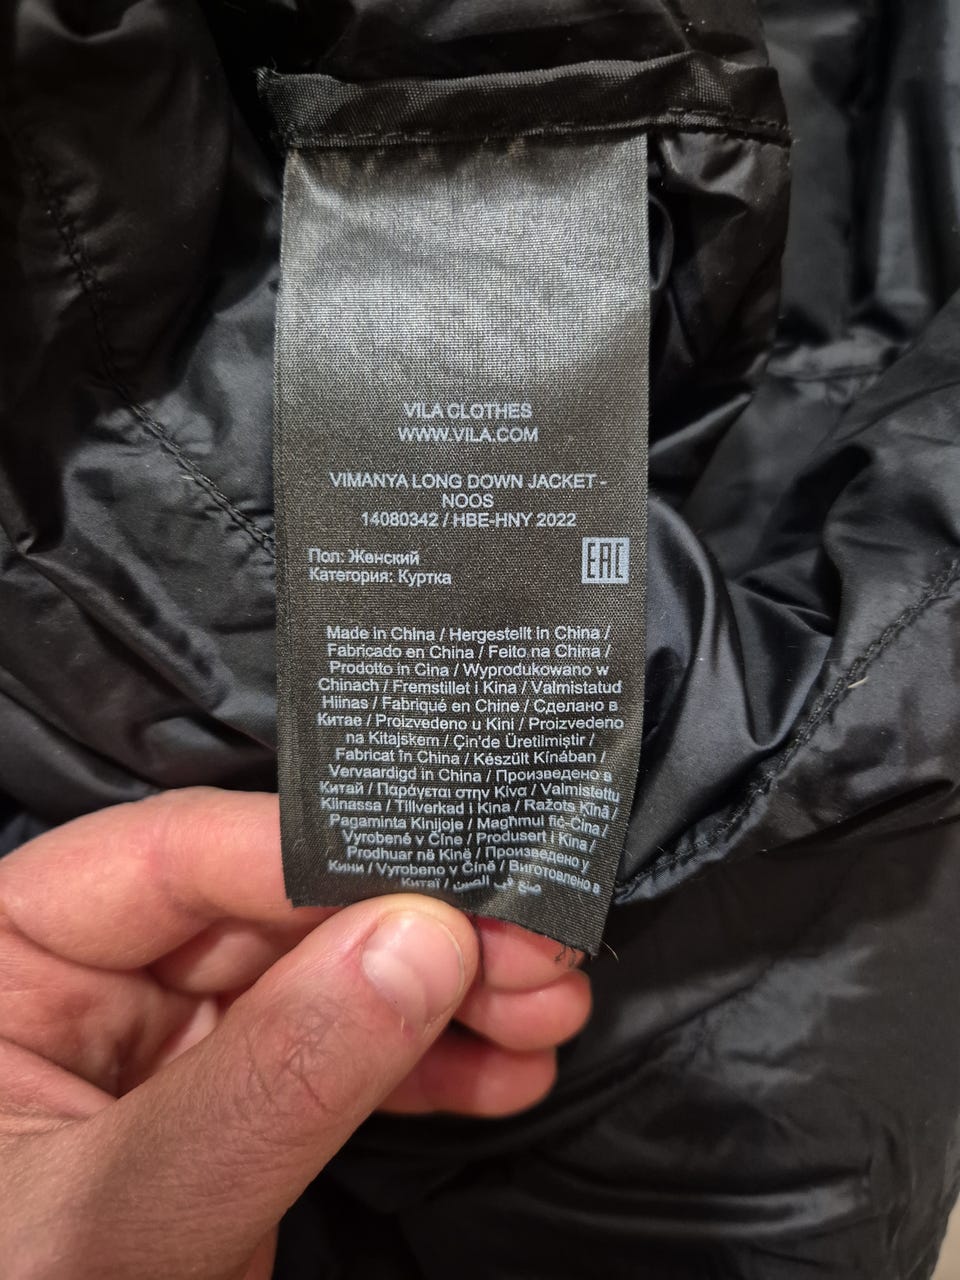 VILA CLOTHES
WWW.VILA.COM
VIMANYA LONG DOWN JACKET -
NOOS
14080342 / HBE-HNY 2022
Пол: Женский
Категория: Куртка
EAC
Made in China / Hergestellt in China /
Fabricado en China / Feito na China /
Prodotto in Cina / Wyprodukowano w
Chinach / Fremstillet i Kina / Valmistatud
Hiinas / Fabriqué en Chine / Сделано в
Китае / Proizvedeno u Kini / Proizvedeno
na Kitajskem / Çin'de Üretilmiştir /
Fabricat în China / Készült Kínában /
Vervaardigd in China / Произведено в
Китай / Παράγεται στην Κίνα / Valmistettu
Kiinassa / Tillverkad i Kina / Ražots Ķīnā /
Pagaminta Kinijoje / Magħmul fiċ-Ċina /
Vyrobené v Číne / Produsert i Kina /
Prodhuar në Kinë / Произведено у
Кини / Vyrobeno v Číně / Виготовлено в
Китаї / صنع في الصين